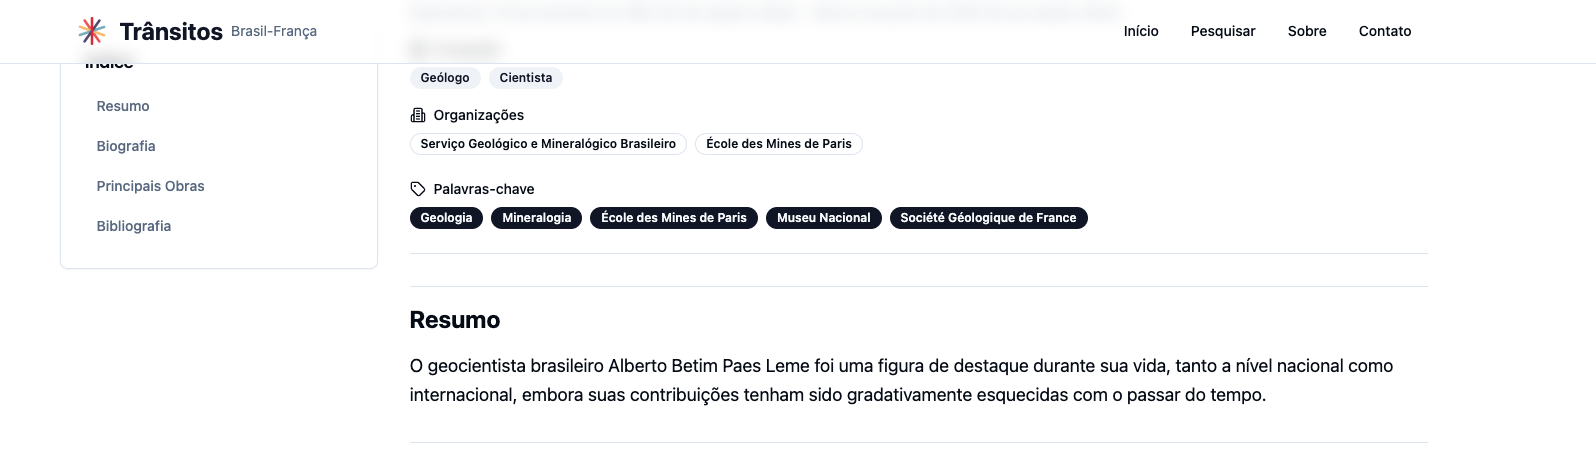 Trânsitos Brasil-França
Início Pesquisar Sobre Contato
Índice
Resumo
Biografia
Principais Obras
Bibliografia
Geólogo Cientista
Organizações
Serviço Geológico e Mineralógico Brasileiro École des Mines de Paris
Palavras-chave
Geologia Mineralogia École des Mines de Paris Museu Nacional Société Géologique de France
Resumo
O geocientista brasileiro Alberto Betim Paes Leme foi uma figura de destaque durante sua vida, tanto a nível nacional como
internacional, embora suas contribuições tenham sido gradativamente esquecidas com o passar do tempo.